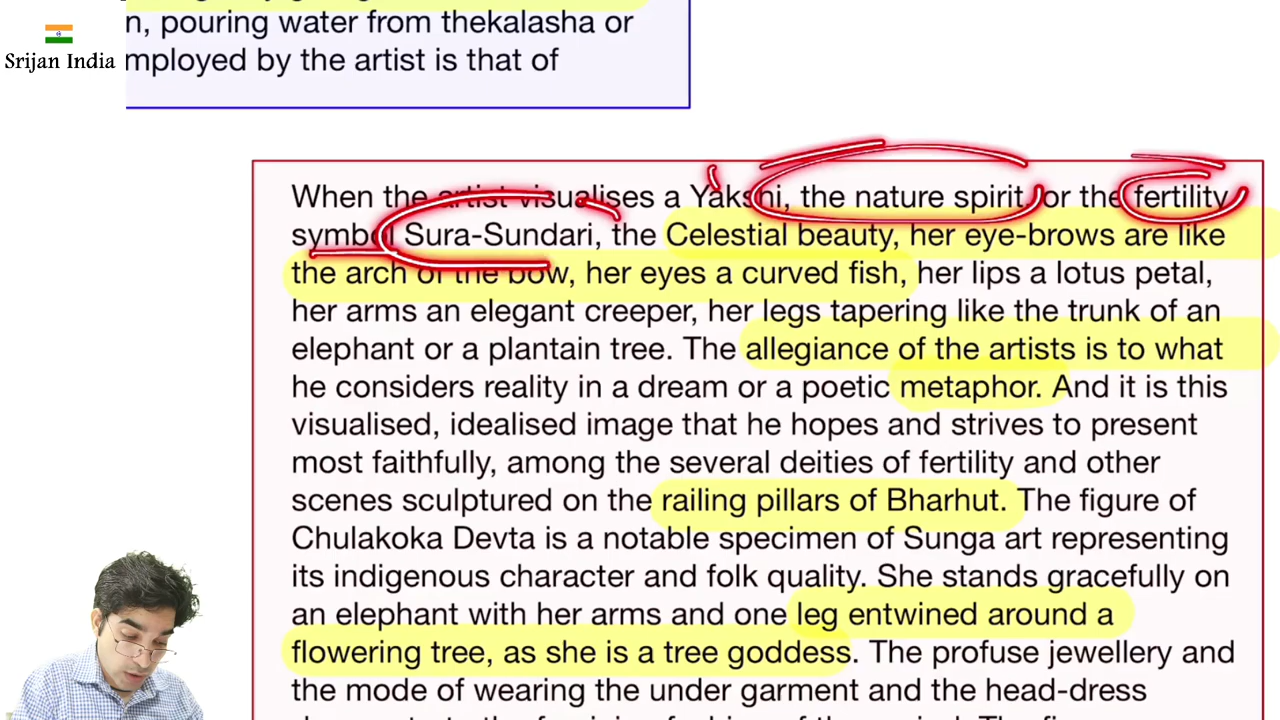 n, pouring water from thekalasha or
Srijan India
mployed by the artist is that of
When the artist visualises a Yakshi, the nature spirit or the fertility
symbol Sura-Sundari, the Celestial beauty, her eye-brows are like
the arch of the bow, her eyes a curved fish, her lips a lotus petal,
her arms an elegant creeper, her legs tapering like the trunk of an
elephant or a plantain tree. The allegiance of the artists is to what
he considers reality in a dream or a poetic metaphor. And it is this
visualised, idealised image that he hopes and strives to present
most faithfully, among the several deities of fertility and other
scenes sculptured on the railing pillars of Bharhut. The figure of
Chulakoka Devta is a notable specimen of Sunga art representing
its indigenous character and folk quality. She stands gracefully on
an elephant with her arms and one leg entwined around a
flowering tree, as she is a tree goddess. The profuse jewellery and
the mode of wearing the under garment and the head-dress